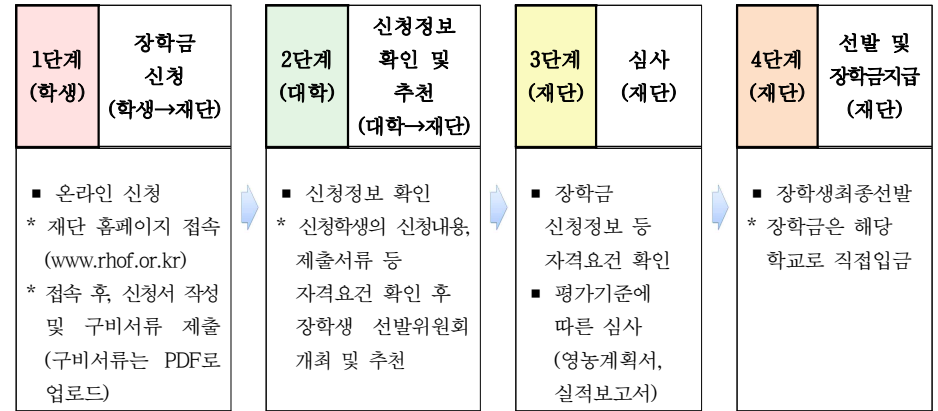 1단계
(학생)
장학금
신청
(학생→재단)
■ 온라인 신청
* 재단 홈페이지 접속
(www.rhof.or.kr)
* 접속 후, 신청서 작성
및 구비서류 제출
(구비서류는 PDF로
업로드)
2단계
(대학)
신청정보
확인 및
추천
(대학→재단)
■ 신청정보 확인
* 신청학생의 신청내용,
제출서류 등
자격요건 확인 후
장학생 선발위원회
개최 및 추천
3단계
(재단)
심사
(재단)
■ 장학금
신청정보 등
자격요건 확인
■ 평가기준에
따른 심사
(영농계획서,
실적보고서)
4단계
(재단)
선발 및
장학금지급
(재단)
■ 장학생최종선발
* 장학금은 해당
학교로 직접입금